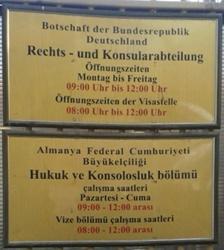 Botschaft der Bundesrepublik
Deutschland
Rechts - und Konsularabteilung
Öffnungszeiten
Montag bis Freitag
09:00 Uhr bis 12:00 Uhr
Öffnungszeiten der Visastelle
08:00 Uhr bis 12:00 Uhr
Almanya Federal Cumhuriyeti
Büyükelçiliği
Hukuk ve Konsolosluk bölümü
çalışma saatleri
Pazartesi - Cuma
09:00 - 12:00 arası
Vize bölümü çalışma saatleri
08:00 - 12:00 arası